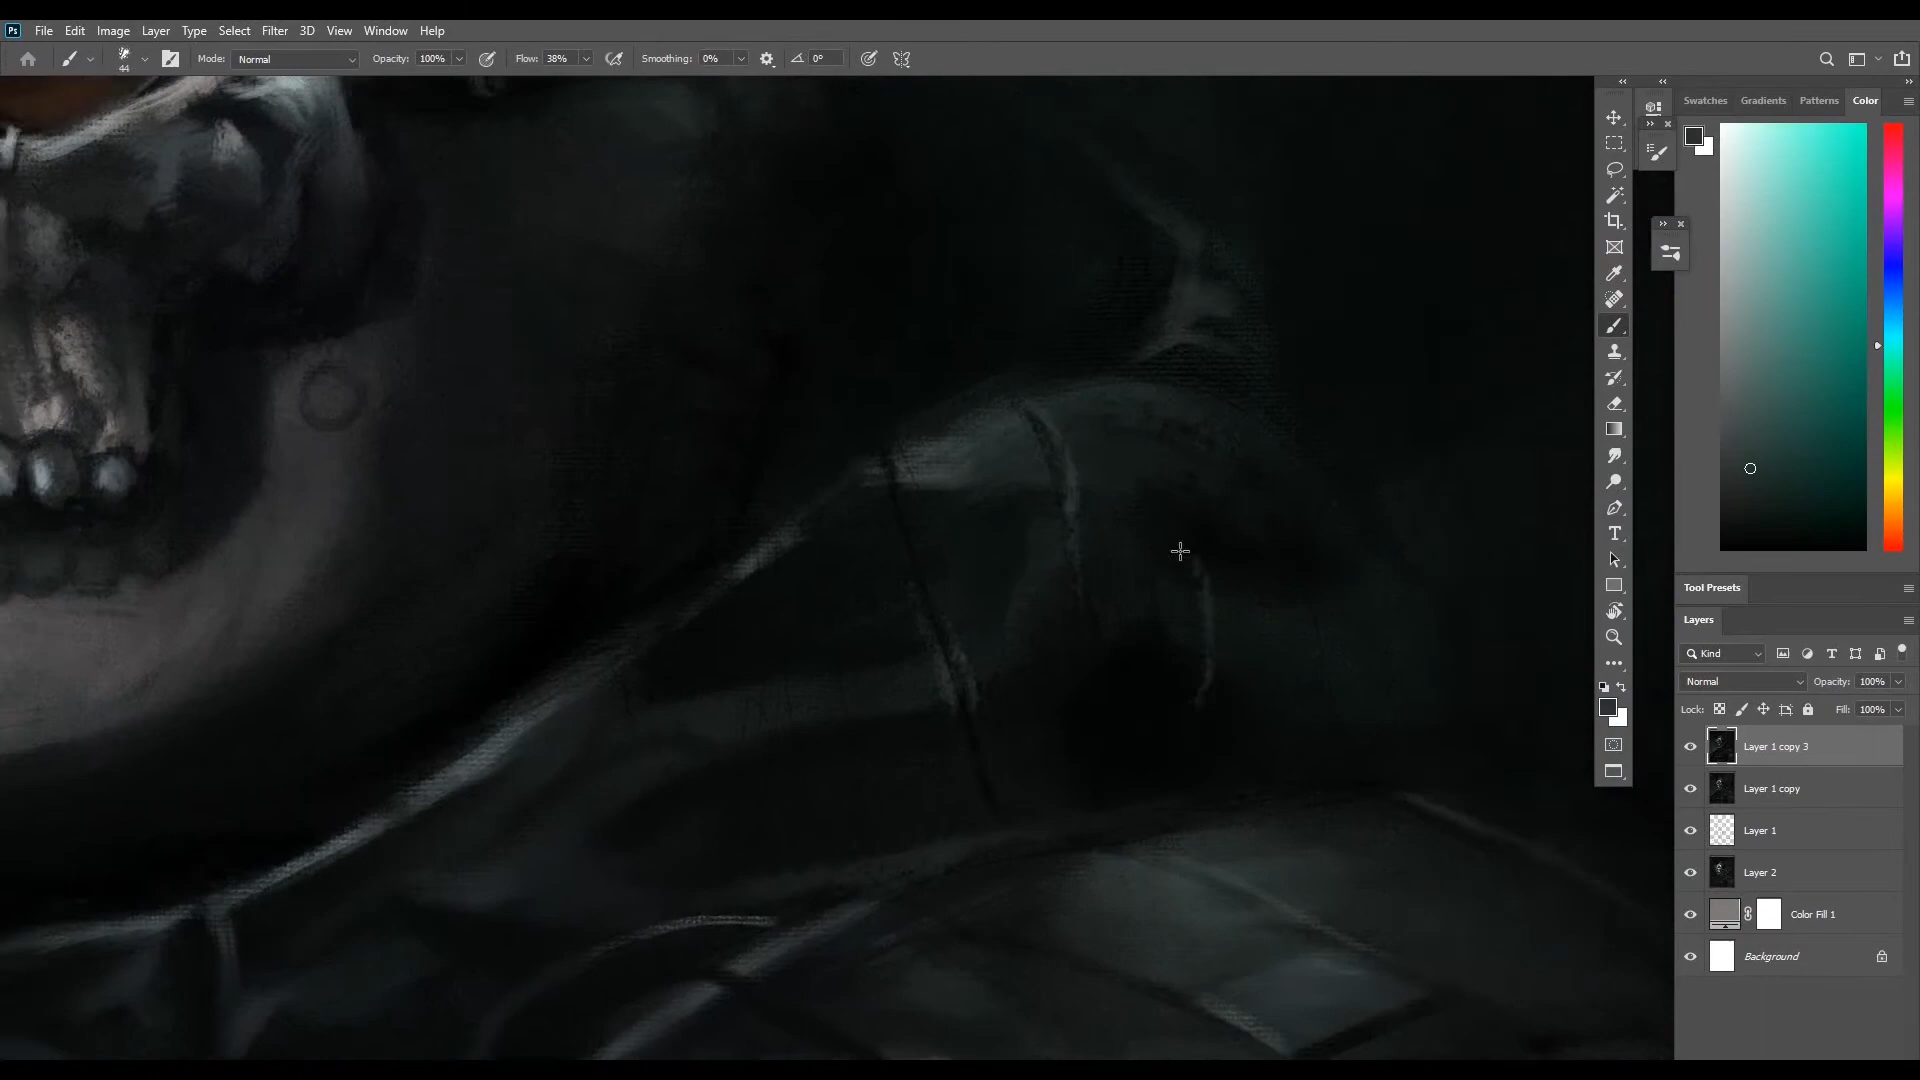 Ps File Edit Image Layer Type Select Filter 3D View Window Help
44 Mode: Normal Opacity: 100% Flow: 38% Smoothing: 0% 0°
Swatches Gradients Patterns Color
Tool Presets
Layers
Kind
Normal Opacity: 100%
Lock: Fill: 100%
Layer 1 copy 3
Layer 1 copy
Layer 1
Layer 2
Color Fill 1
Background